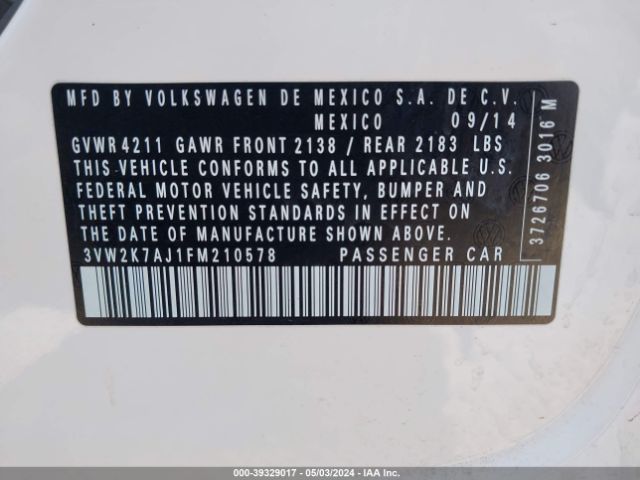 MFD BY VOLKSWAGEN DE MEXICO S.A. DE C.V.
MEXICO 09/14
GVWR 4211 GAWR FRONT 2138 / REAR 2183 LBS
THIS VEHICLE CONFORMS TO ALL APPLICABLE U.S.
FEDERAL MOTOR VEHICLE SAFETY, BUMPER AND
THEFT PREVENTION STANDARDS IN EFFECT ON
THE DATE OF MANUFACTURE SHOWN ABOVE.
3VW2K7AJ1FM210578 PASSENGER CAR
3726706 3016 M
000-39329017 - 05/03/2024 - IAAI.COM